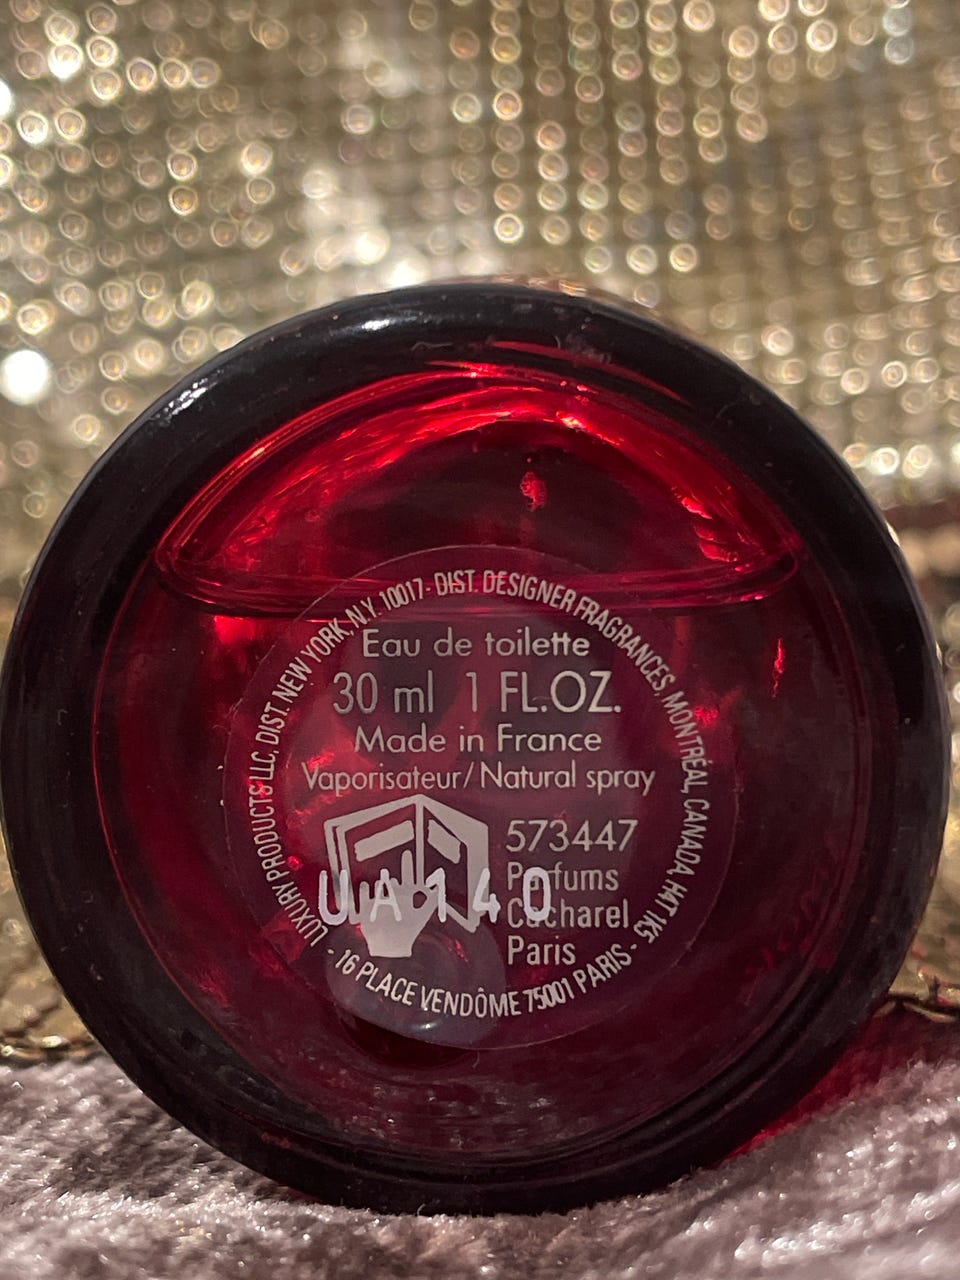 LUXURY PRODUCTS LLC, DIST. NEW YORK, N.Y. 10017 - DIST. DESIGNER FRAGRANCES, MONTRÉAL, CANADA, H4T 1K5
Eau de toilette
30 ml 1 FL.OZ.
Made in France
Vaporisateur/Natural spray
573447
Parfums
Cacharel
Paris
UA140
- 16 PLACE VENDÔME 75001 PARIS -